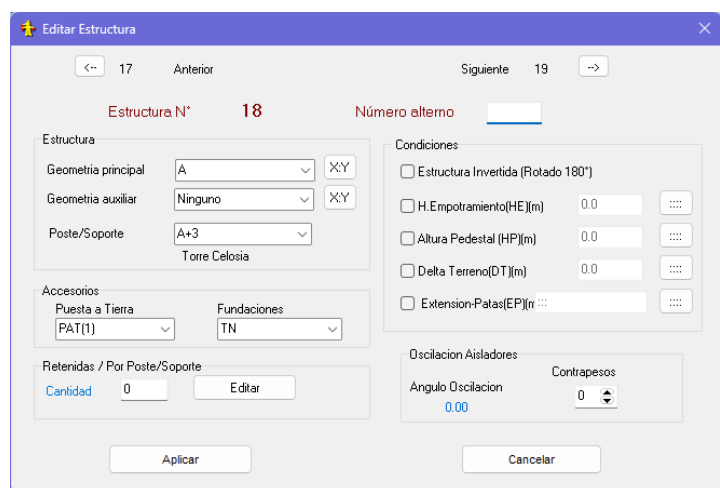 Editar Estructura
<-- 17 Anterior Siguiente 19 -->
Estructura N° 18 Número alterno
Estructura
Geometria principal A X:Y
Geometria auxiliar Ninguno X:Y
Poste/Soporte A+3
Torre Celosia
Accesorios
Puesta a Tierra Fundaciones
PAT(1) TN
Retenidas / Por Poste/Soporte
Cantidad 0 Editar
Condiciones
Estructura Invertida (Rotado 180°)
H.Empotramiento(HE)(m) 0.0 ::::
Altura Pedestal (HP)(m) 0.0 ::::
Delta Terreno(DT)(m) 0.0 ::::
Extension-Patas(EP)(m ::: ::::
Oscilacion Aisladores
Contrapesos
Angulo Oscilacion 0
0.00
Aplicar Cancelar